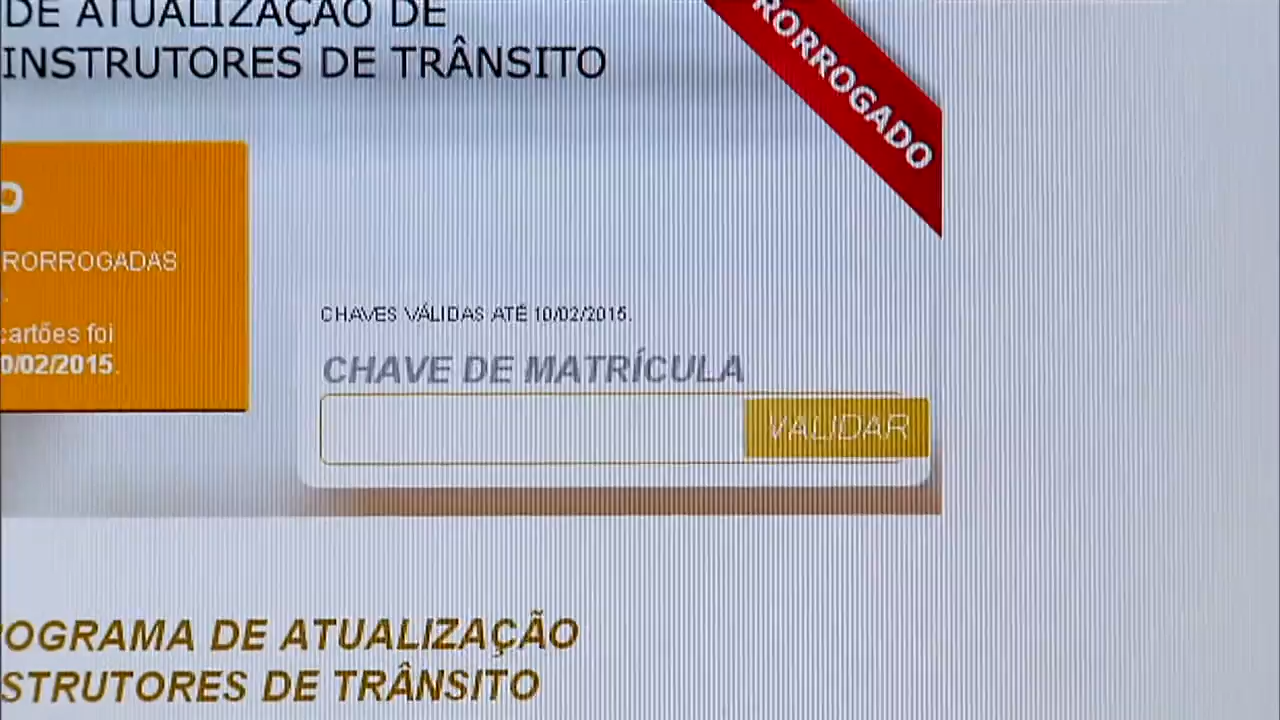 DE ATUALIZAÇÃO DE
INSTRUTORES DE TRÂNSITO
RORROGADO
O
RORROGADAS
cartões foi
0/02/2015.
CHAVES VÁLIDAS ATÉ 10/02/2015.
CHAVE DE MATRÍCULA
VALIDAR
OGRAMA DE ATUALIZAÇÃO
STRUTORES DE TRÂNSITO